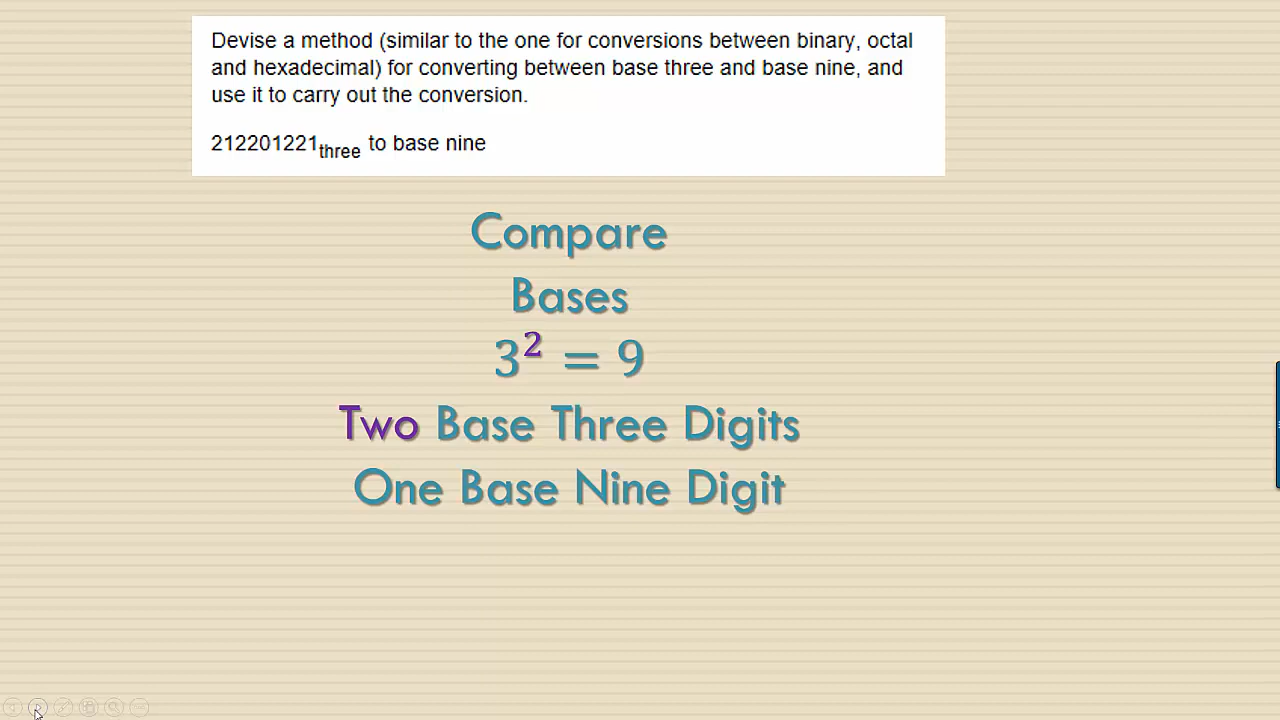 Devise a method (similar to the one for conversions between binary, octal
and hexadecimal) for converting between base three and base nine, and
use it to carry out the conversion.
212201221three to base nine
Compare
Bases
3² = 9
Two Base Three Digits
One Base Nine Digit